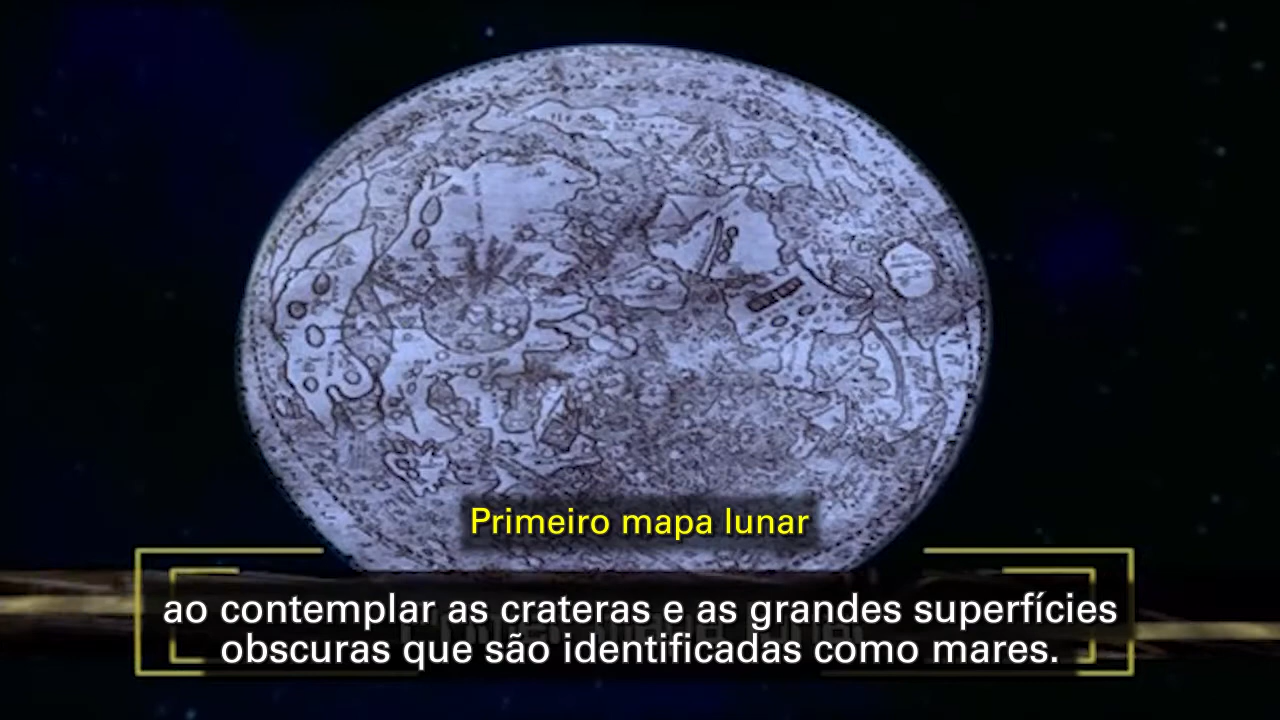 Primeiro mapa lunar
ao contemplar as crateras e as grandes superfícies
obscuras que são identificadas como mares.